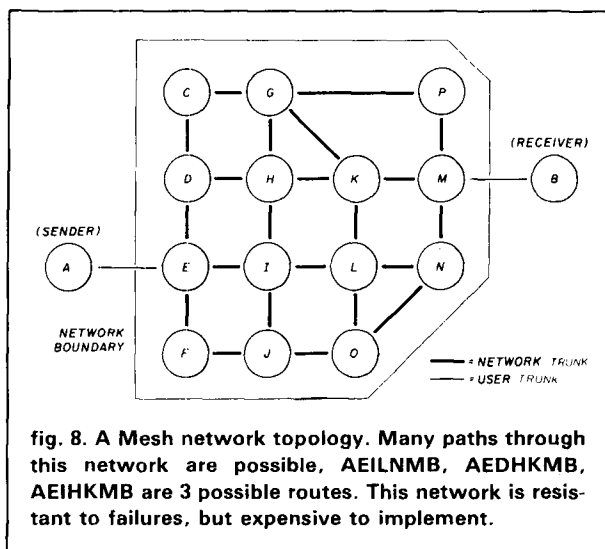 C G P
(RECEIVER)
D H K M B
(SENDER)
A E I L N
NETWORK
BOUNDARY
F J O
= NETWORK TRUNK
= USER TRUNK
fig. 8. A Mesh network topology. Many paths through
this network are possible, AEILNMB, AEDHKMB,
AEIHKMB are 3 possible routes. This network is resis-
tant to failures, but expensive to implement.